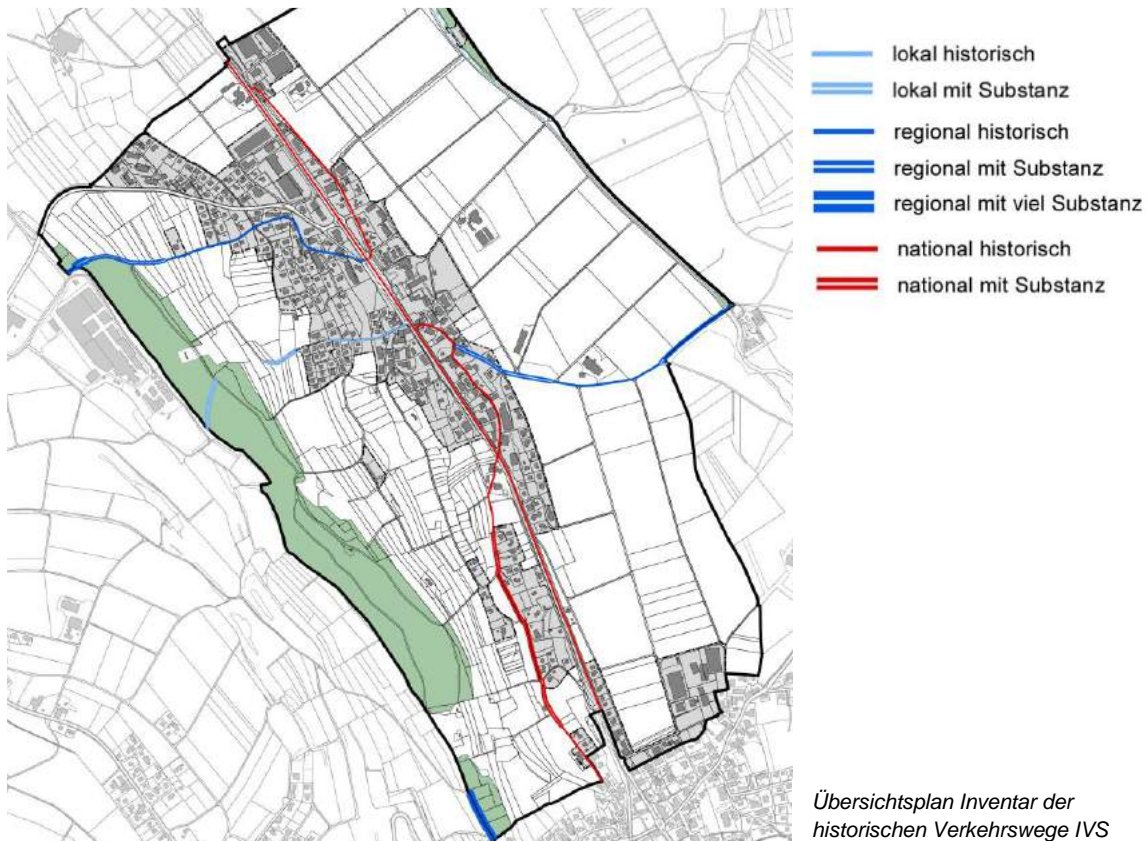 lokal historisch
lokal mit Substanz
regional historisch
regional mit Substanz
regional mit viel Substanz
national historisch
national mit Substanz
Übersichtsplan Inventar der
historischen Verkehrswege IVS